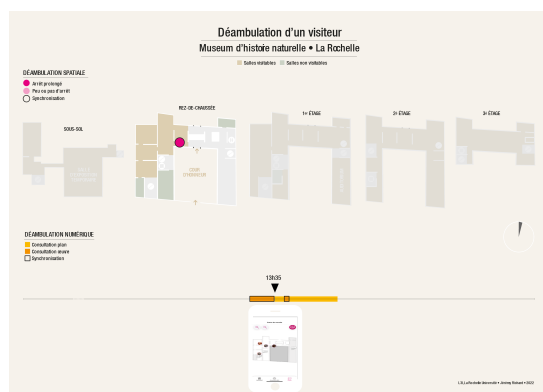 Déambulation d'un visiteur
Museum d'histoire naturelle • La Rochelle
Salles visitables
Salles non visitables
DÉAMBULATION SPATIALE
Arrêt prolongé
Peu ou pas d'arrêt
Synchronisation
SOUS-SOL
REZ-DE-CHAUSSÉE
1er ÉTAGE
2e ÉTAGE
3e ÉTAGE
COUR
DÉAMBULATION NUMÉRIQUE
Consultation plan
Consultation œuvre
Synchronisation
13h35